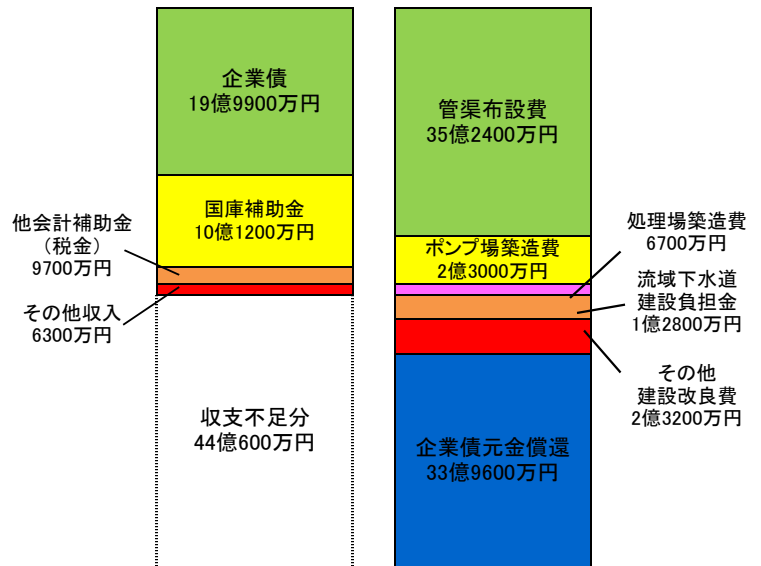 企業債
19億9900万円
国庫補助金
10億1200万円
他会計補助金
(税金)
9700万円
その他収入
6300万円
収支不足分
44億600万円
管渠布設費
35億2400万円
ポンプ場築造費
2億3000万円
処理場築造費
6700万円
流域下水道
建設負担金
1億2800万円
その他
建設改良費
2億3200万円
企業債元金償還
33億9600万円